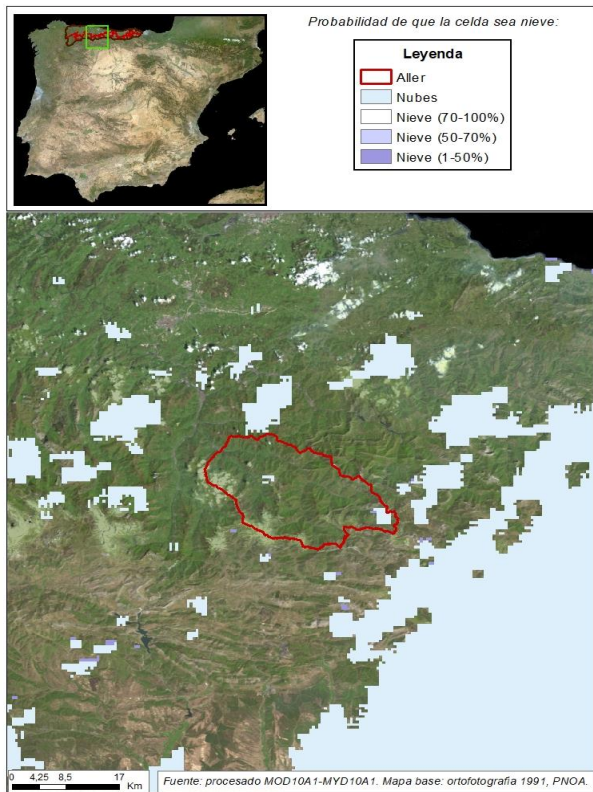 Probabilidad de que la celda sea nieve:
Leyenda
Aller
Nubes
Nieve (70-100%)
Nieve (50-70%)
Nieve (1-50%)
0 4,25 8,5 17
Km
Fuente: procesado MOD10A1-MYD10A1. Mapa base: ortofotografia 1991, PNOA.